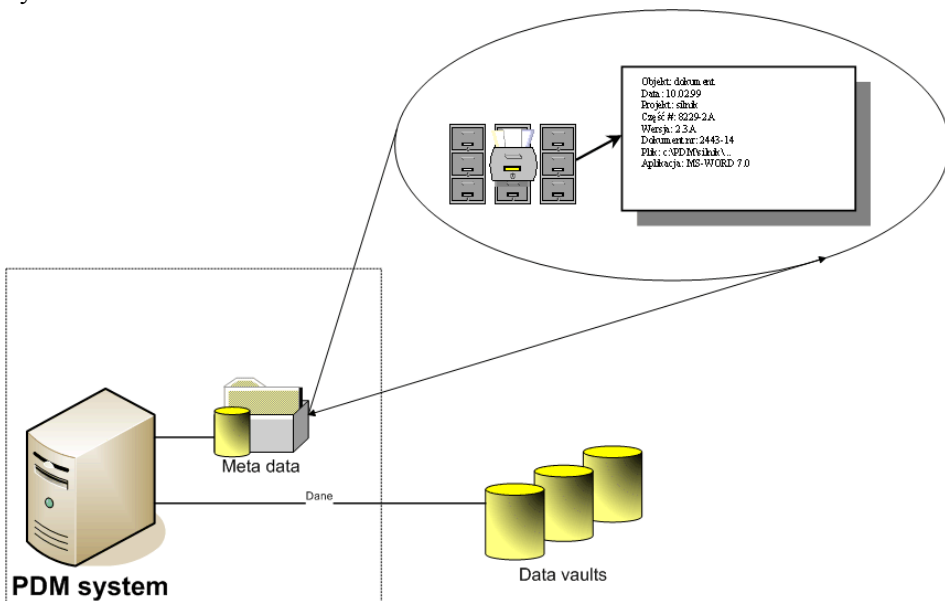 Objekt: dokument
Data: 10.02.99
Projekt: silnik
Część #: 8229-2A
Wersja: 2.3.A
Dokument nr: 2443-14
Plik: c:\PDM\silnik\...
Aplikacja: MS-WORD 7.0
Meta data
Dane
Data vaults
PDM system